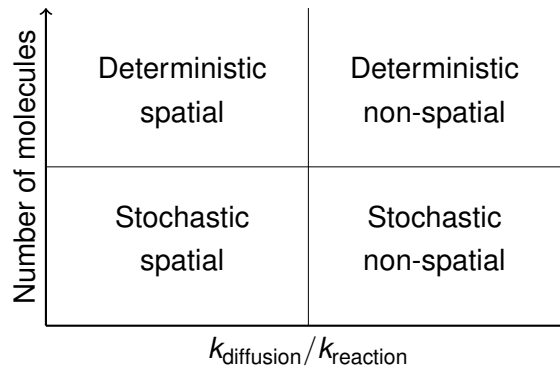 Number of molecules
Deterministic
spatial
Deterministic
non-spatial
Stochastic
spatial
Stochastic
non-spatial
k_diffusion/k_reaction